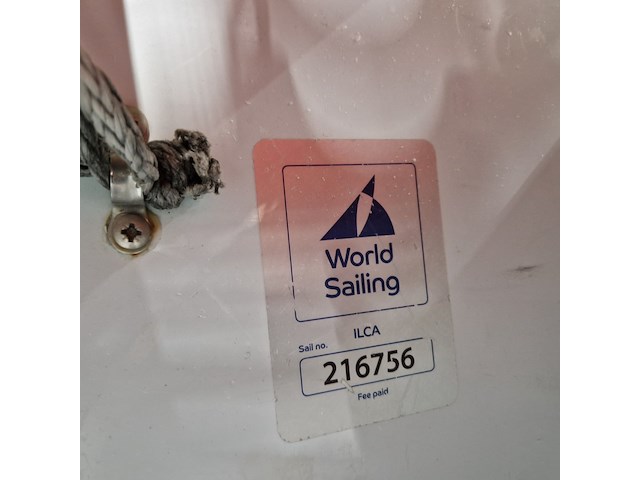 World
Sailing
ILCA
Sail no.
216756
Fee paid